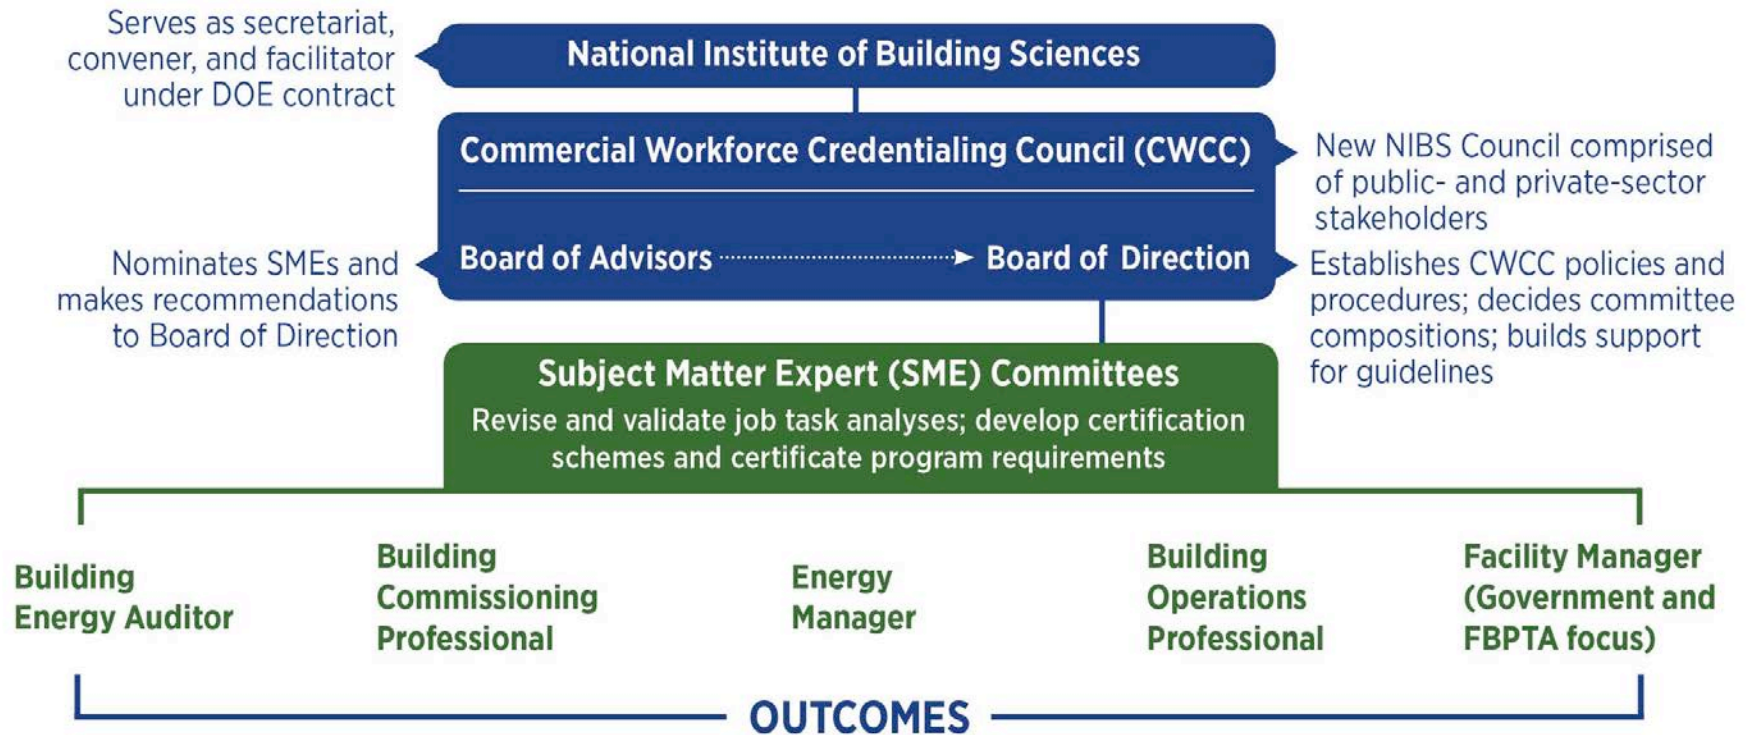 Serves as secretariat,
convener, and facilitator
under DOE contract
National Institute of Building Sciences
Commercial Workforce Credentialing Council (CWCC)
New NIBS Council comprised
of public- and private-sector
stakeholders
Nominates SMEs and
makes recommendations
to Board of Direction
Board of Advisors
Board of Direction
Establishes CWCC policies and
procedures; decides committee
compositions; builds support
for guidelines
Subject Matter Expert (SME) Committees
Revise and validate job task analyses; develop certification
schemes and certificate program requirements
Building
Energy Auditor
Building
Commissioning
Professional
Energy
Manager
Building
Operations
Professional
Facility Manager
(Government and
FBPTA focus)
OUTCOMES